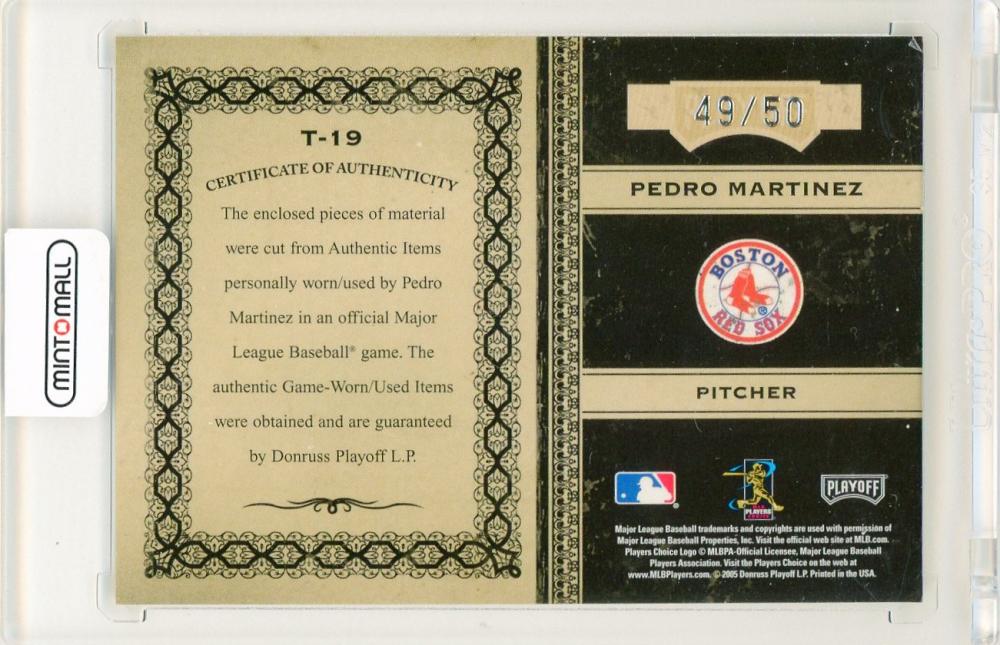 T-19
CERTIFICATE OF AUTHENTICITY
The enclosed pieces of material
were cut from Authentic Items
personally worn/used by Pedro
Martinez in an official Major
League Baseball® game. The
authentic Game-Worn/Used Items
were obtained and are guaranteed
by Donruss Playoff L.P.
49/50
PEDRO MARTINEZ
BOSTON
RED SOX
®
PITCHER
PLAYERS
CHOICE
PLAYOFF
Major League Baseball trademarks and copyrights are used with permission of
Major League Baseball Properties, Inc. Visit the official web site at MLB.com.
Players Choice Logo © MLBPA-Official Licensee, Major League Baseball
Players Association. Visit the Players Choice on the web at
www.MLBPlayers.com. © 2005 Donruss Playoff L.P. Printed in the USA.
MINTOMALL